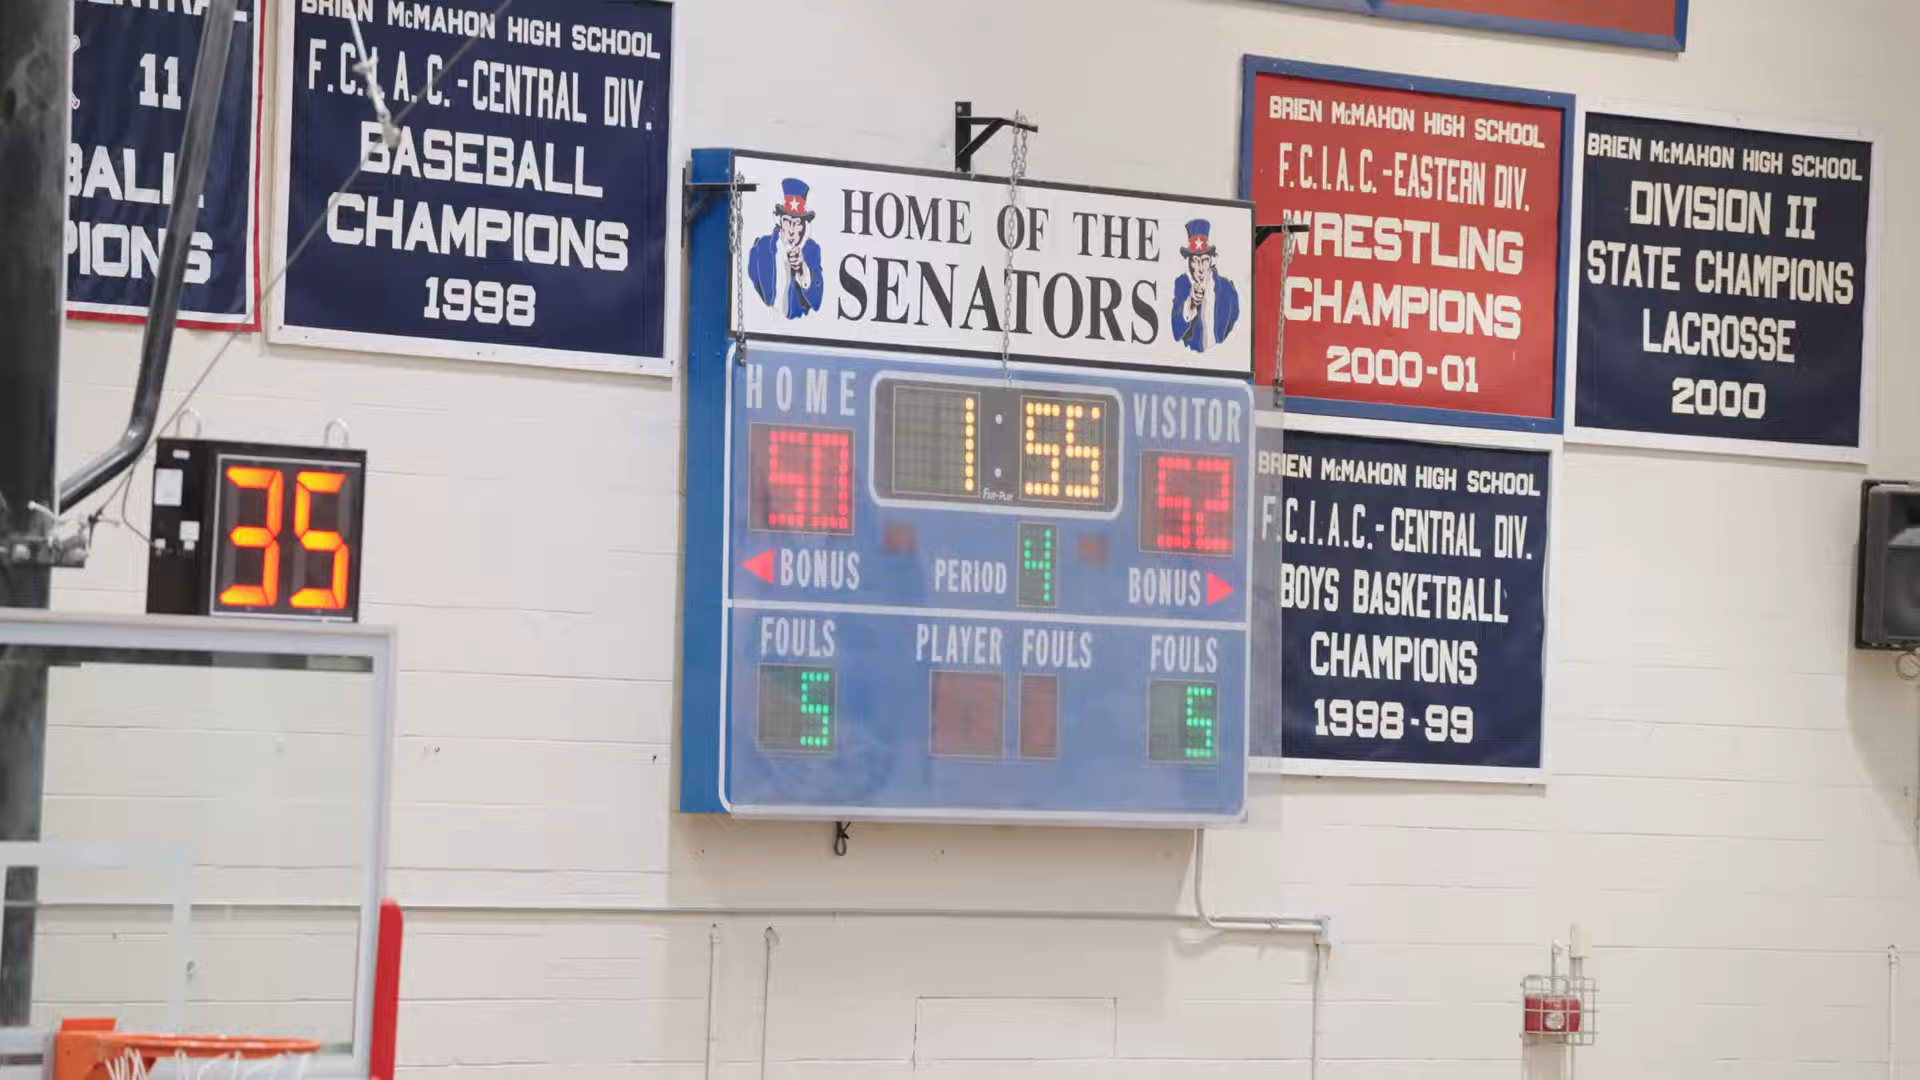 11
BRIEN McMAHON HIGH SCHOOL
F.C.I.A.C.-CENTRAL DIV.
BASEBALL
CHAMPIONS
1998
35
HOME OF THE
SENATORS
HOME
1:55
VISITOR
50
52
BONUS
PERIOD
4
BONUS
FOULS
PLAYER FOULS
FOULS
5
5
BRIEN McMAHON HIGH SCHOOL
F.C.I.A.C.-EASTERN DIV.
WRESTLING
CHAMPIONS
2000-01
BRIEN McMAHON HIGH SCHOOL
DIVISION II
STATE CHAMPIONS
LACROSSE
2000
BRIEN McMAHON HIGH SCHOOL
F.C.I.A.C.-CENTRAL DIV.
BOYS BASKETBALL
CHAMPIONS
1998-99